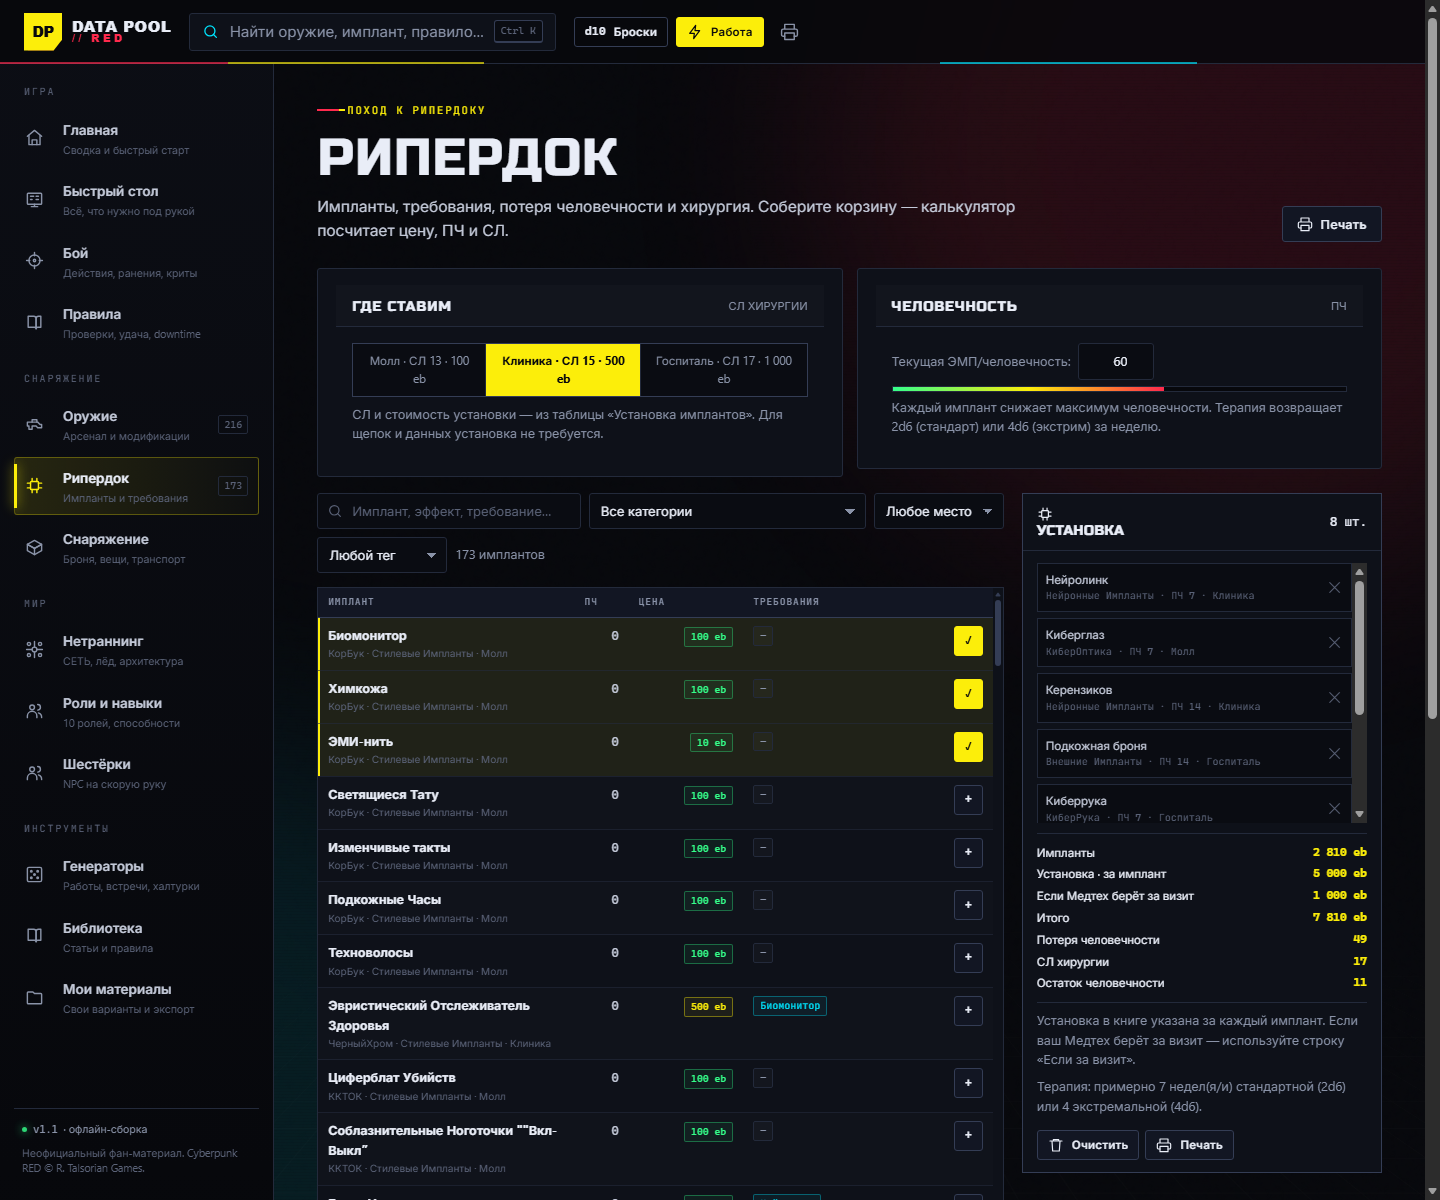 DP
DATA POOL
// RED
Найти оружие, имплант, правило...
Ctrl K
d10 Броски
Работа
ИГРА
Главная
Сводка и быстрый старт
Быстрый стол
Всё, что нужно под рукой
Бой
Действия, ранения, криты
Правила
Проверки, удача, downtime
СНАРЯЖЕНИЕ
Оружие
Арсенал и модификации
216
Рипердок
Импланты и требования
173
Снаряжение
Броня, вещи, транспорт
МИР
Нетраннинг
СЕТЬ, лёд, архитектура
Роли и навыки
10 ролей, способности
Шестёрки
NPC на скорую руку
ИНСТРУМЕНТЫ
Генераторы
Работы, встречи, халтурки
Библиотека
Статьи и правила
Мои материалы
Свои варианты и экспорт
v1.1 · офлайн-сборка
Неофициальный фан-материал. Cyberpunk
RED © R. Talsorian Games.
ПОХОД К РИПЕРДОКУ
РИПЕРДОК
Импланты, требования, потеря человечности и хирургия. Соберите корзину — калькулятор
посчитает цену, ПЧ и СЛ.
Печать
ГДЕ СТАВИМ
СЛ ХИРУРГИИ
Молл · СЛ 13 · 100
eb
Клиника · СЛ 15 · 500
eb
Госпиталь · СЛ 17 · 1 000
eb
СЛ и стоимость установки — из таблицы «Установка имплантов». Для
щепок и данных установка не требуется.
ЧЕЛОВЕЧНОСТЬ
ПЧ
Текущая ЭМП/человечность:
60
Каждый имплант снижает максимум человечности. Терапия возвращает
2d6 (стандарт) или 4d6 (экстрим) за неделю.
Имплант, эффект, требование...
Все категории
Любое место
Любой тег
173 имплантов
ИМПЛАНТ ПЧ ЦЕНА ТРЕБОВАНИЯ
Биомонитор 0 100 eb — ✓
КорБук · Стилевые Импланты · Молл
Химкожа 0 100 eb — ✓
КорБук · Стилевые Импланты · Молл
ЭМИ-нить 0 10 eb — ✓
КорБук · Стилевые Импланты · Молл
Светящиеся Тату 0 100 eb — +
КорБук · Стилевые Импланты · Молл
Изменчивые такты 0 100 eb — +
КорБук · Стилевые Импланты · Молл
Подкожные Часы 0 100 eb — +
КорБук · Стилевые Импланты · Молл
Техноволосы 0 100 eb — +
КорБук · Стилевые Импланты · Молл
Эвристический Отслеживатель
Здоровья 0 500 eb Биомонитор +
ЧерныйХром · Стилевые Импланты · Клиника
Циферблат Убийств 0 100 eb — +
ККТОК · Стилевые Импланты · Молл
Соблазнительные Ноготочки ""Вкл-
Выкл" 0 100 eb — +
ККТОК · Стилевые Импланты · Молл
УСТАНОВКА
8 шт.
Нейролинк
Нейронные Импланты · ПЧ 7 · Клиника
Киберглаз
КиберОптика · ПЧ 7 · Молл
Керензиков
Нейронные Импланты · ПЧ 14 · Клиника
Подкожная броня
Внешние Импланты · ПЧ 14 · Госпиталь
Киберрука
КиберРука · ПЧ 7 · Госпиталь
Импланты 2 810 eb
Установка · за имплант 5 000 eb
Если Медтех берёт за визит 1 000 eb
Итого 7 810 eb
Потеря человечности 49
СЛ хирургии 17
Остаток человечности 11
Установка в книге указана за каждый имплант. Если
ваш Медтех берёт за визит — используйте строку
«Если за визит».
Терапия: примерно 7 недел(я/и) стандартной (2d6)
или 4 экстремальной (4d6).
Очистить
Печать